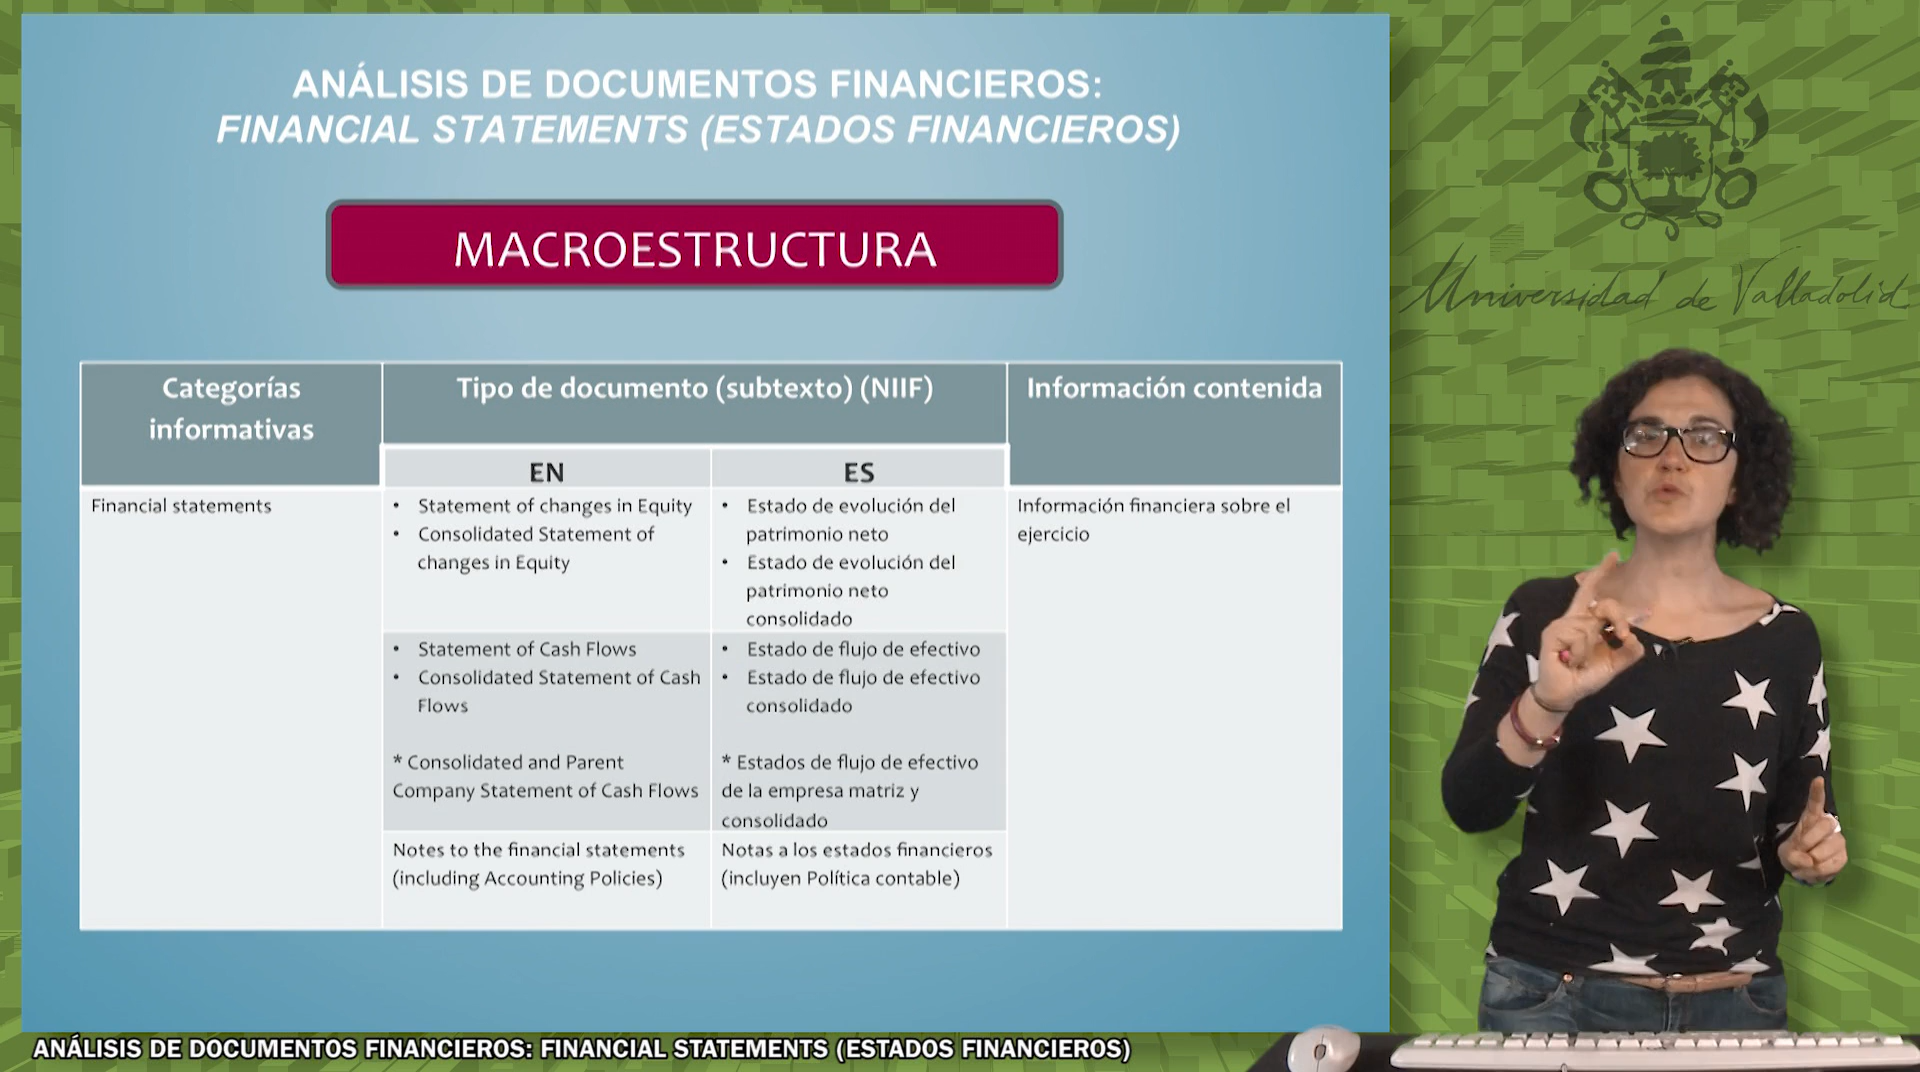 ANÁLISIS DE DOCUMENTOS FINANCIEROS:
FINANCIAL STATEMENTS (ESTADOS FINANCIEROS)
MACROESTRUCTURA
Categorías
informativas
Tipo de documento (subtexto) (NIIF)
Información contenida
EN
ES
Financial statements
• Statement of changes in Equity
• Consolidated Statement of
changes in Equity
• Estado de evolución del
patrimonio neto
• Estado de evolución del
patrimonio neto
consolidado
Información financiera sobre el
ejercicio
• Statement of Cash Flows
• Consolidated Statement of Cash
Flows
* Consolidated and Parent
Company Statement of Cash Flows
• Estado de flujo de efectivo
• Estado de flujo de efectivo
consolidado
* Estados de flujo de efectivo
de la empresa matriz y
consolidado
Notes to the financial statements
(including Accounting Policies)
Notas a los estados financieros
(incluyen Política contable)
Universidad de Valladolid
ANÁLISIS DE DOCUMENTOS FINANCIEROS: FINANCIAL STATEMENTS (ESTADOS FINANCIEROS)